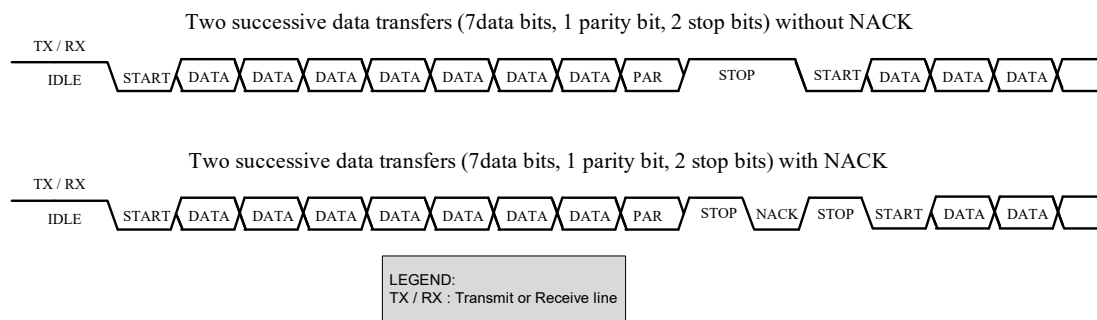 Two successive data transfers (7data bits, 1 parity bit, 2 stop bits) without NACK
TX / RX
IDLE START DATA DATA DATA DATA DATA DATA DATA PAR STOP START DATA DATA DATA
Two successive data transfers (7data bits, 1 parity bit, 2 stop bits) with NACK
TX / RX
IDLE START DATA DATA DATA DATA DATA DATA DATA PAR STOP NACK STOP START DATA DATA
LEGEND:
TX / RX : Transmit or Receive line